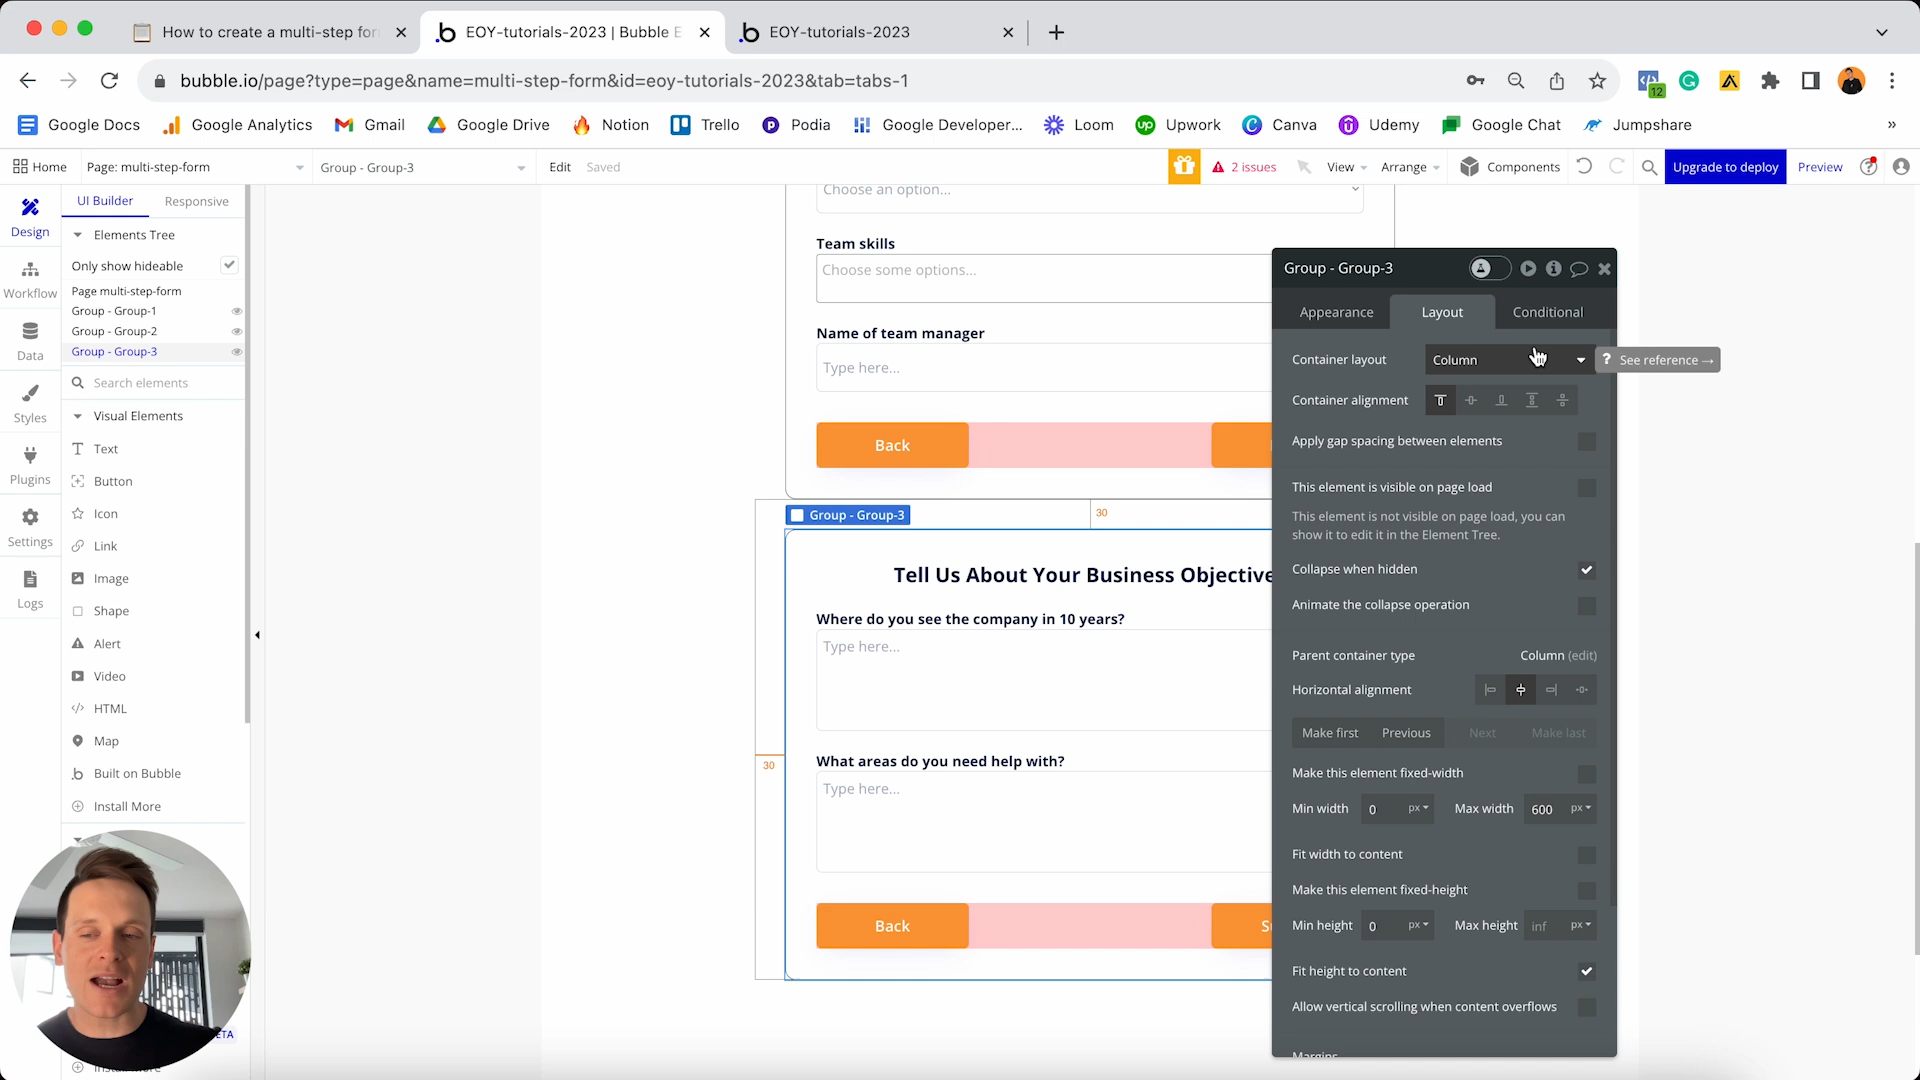 How to create a multi-step for
EOY-tutorials-2023 | Bubble E
EOY-tutorials-2023
bubble.io/page?type=page&name=multi-step-form&id=eoy-tutorials-2023&tab=tabs-1
12
Google Docs
Google Analytics
Gmail
Google Drive
Notion
Trello
Podia
Google Developer...
Loom
Upwork
Canva
Udemy
Google Chat
Jumpshare
»
Home
Page: multi-step-form
Group - Group-3
Edit
Saved
2 issues
View
Arrange
Components
Upgrade to deploy
Preview
Design
Workflow
Data
Styles
Plugins
Settings
Logs
UI Builder
Responsive
Elements Tree
Only show hideable
Page multi-step-form
Group - Group-1
Group - Group-2
Group - Group-3
Search elements
Visual Elements
Text
Button
Icon
Link
Image
Shape
Alert
Video
HTML
Map
Built on Bubble
Install More
ETA
Choose an option...
Team skills
Choose some options...
Name of team manager
Type here...
Back
Group - Group-3
30
Tell Us About Your Business Objective
Where do you see the company in 10 years?
Type here...
30
What areas do you need help with?
Type here...
Back
S
Group - Group-3
Appearance
Layout
Conditional
Container layout
Column
? See reference →
Container alignment
Apply gap spacing between elements
This element is visible on page load
This element is not visible on page load, you can
show it to edit it in the Element Tree.
Collapse when hidden
Animate the collapse operation
Parent container type
Column (edit)
Horizontal alignment
Make first
Previous
Next
Make last
Make this element fixed-width
Min width
0
px
Max width
600
px
Fit width to content
Make this element fixed-height
Min height
0
px
Max height
inf
px
Fit height to content
Allow vertical scrolling when content overflows
Margins